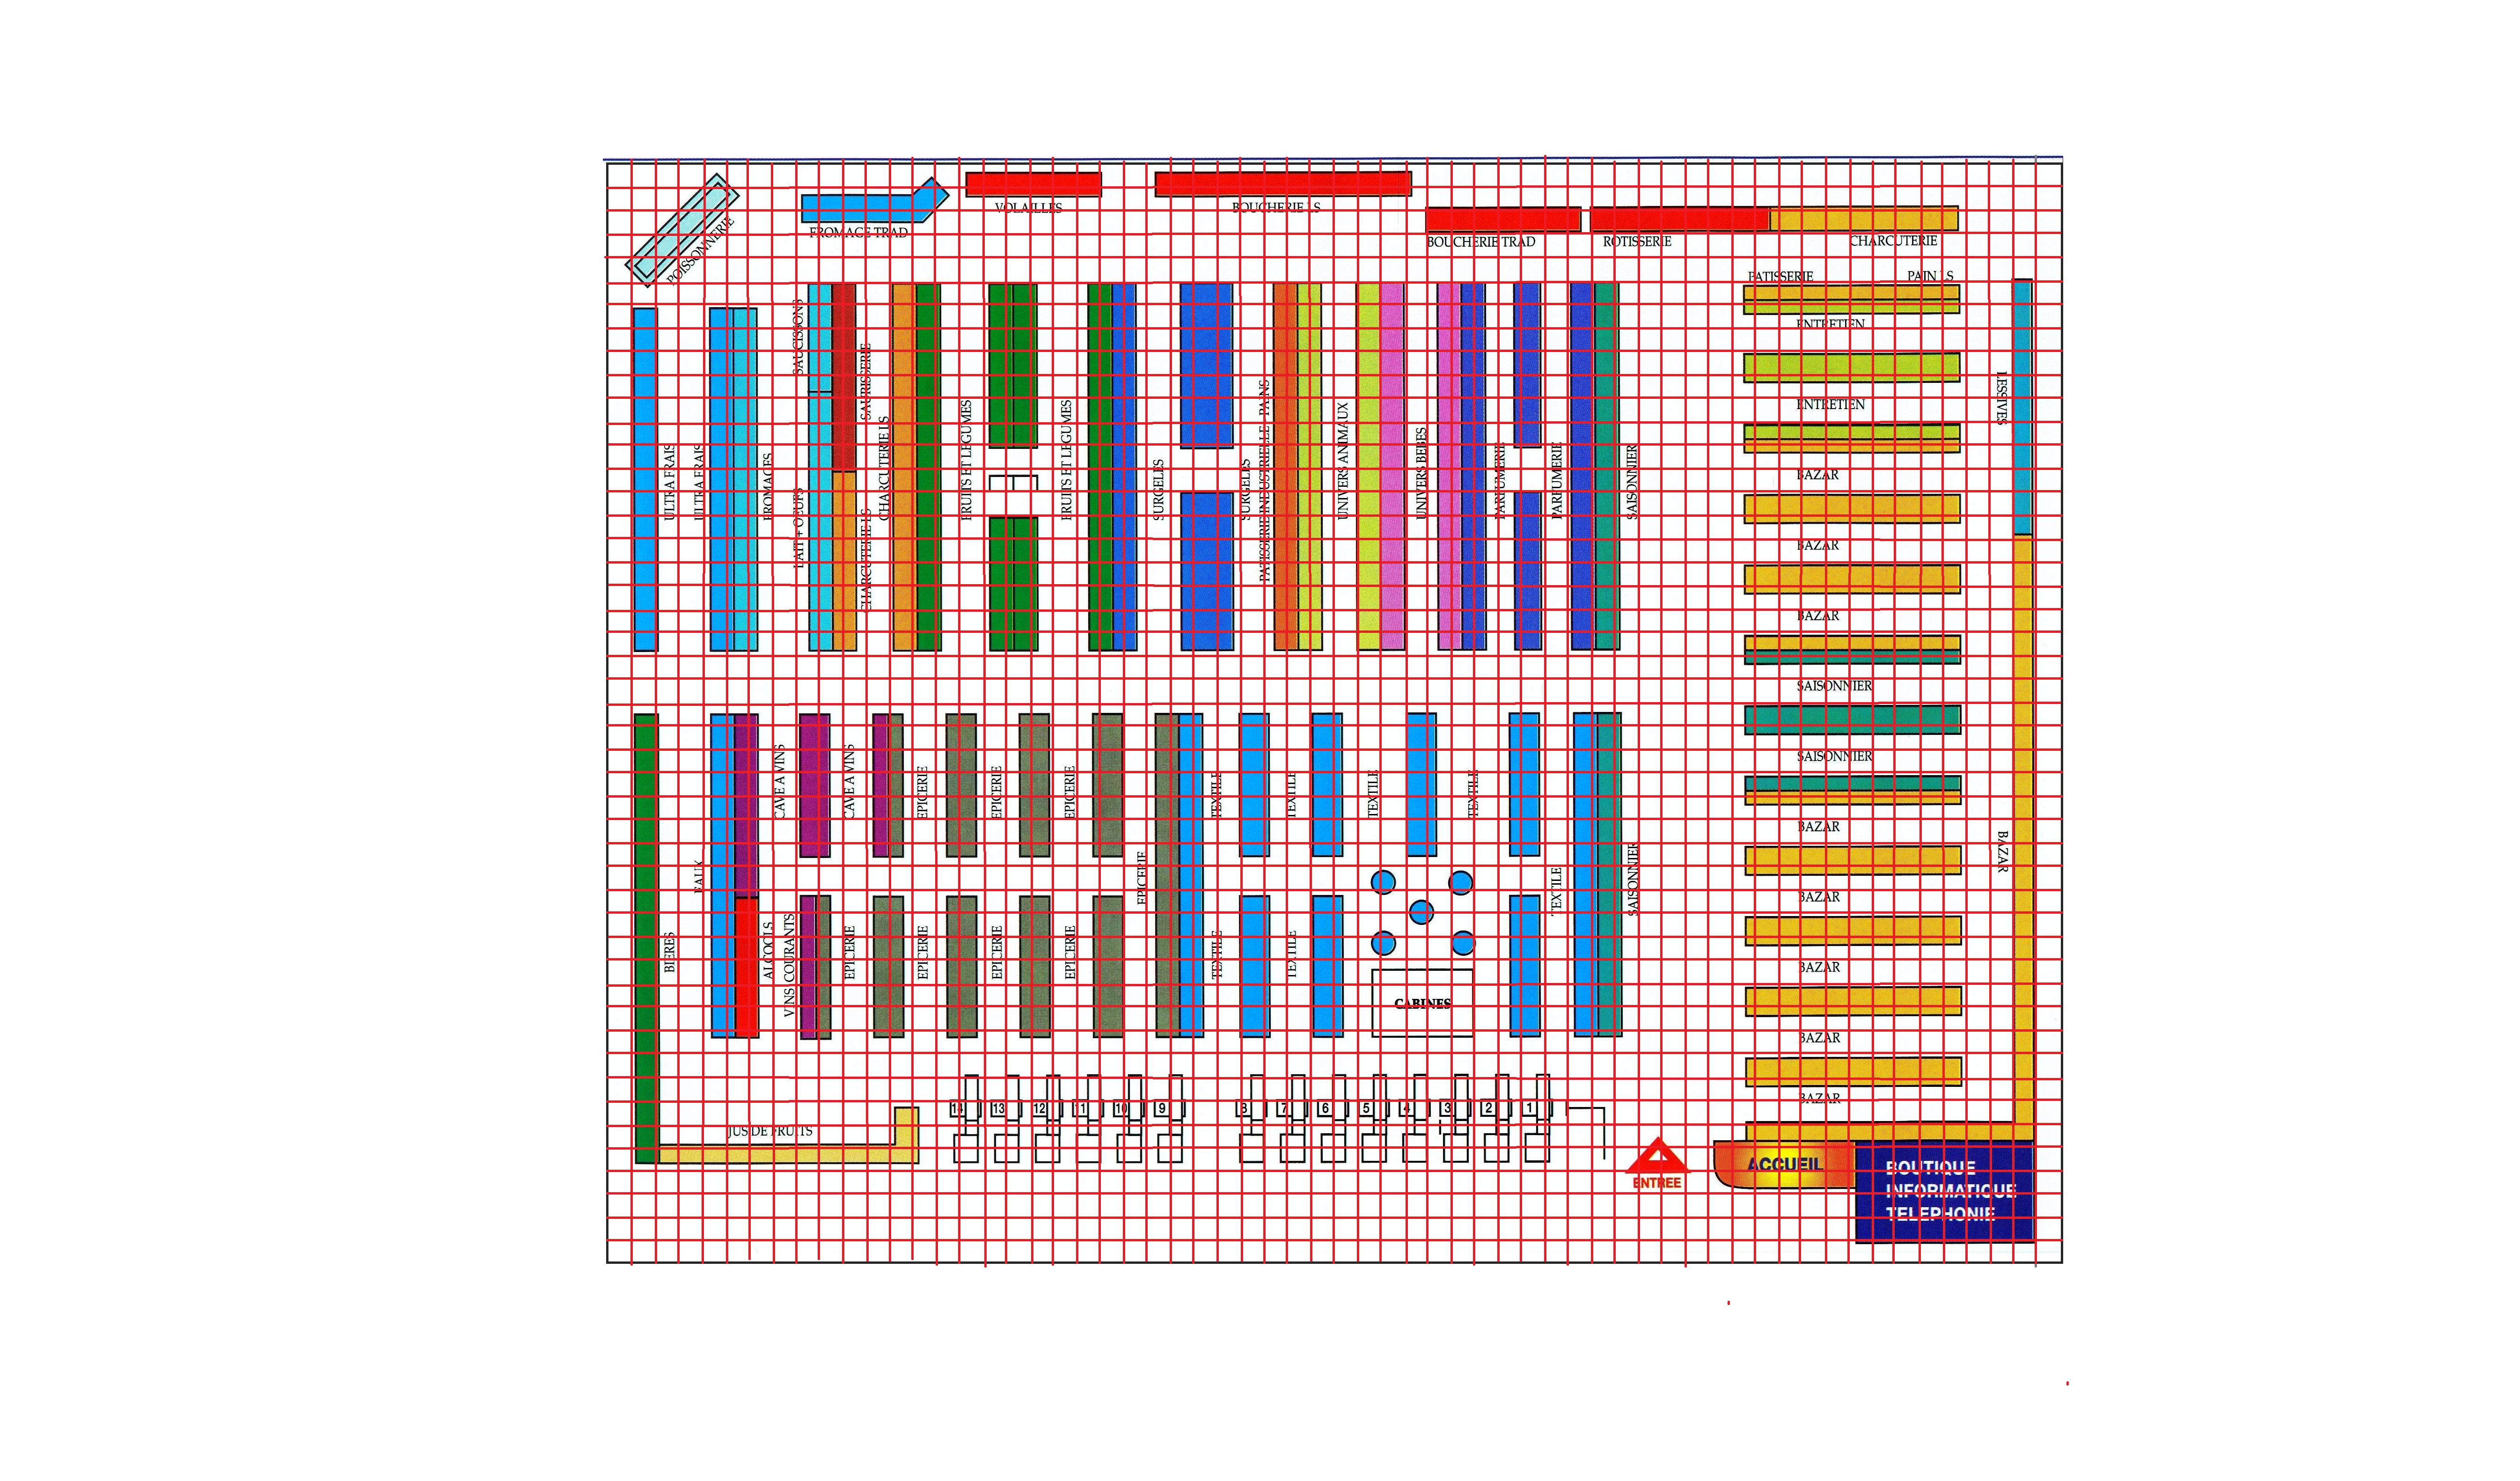 VOLAILLES
BOUCHERIE LS
FROMAGE TRAD
POISSONNERIE
BOUCHERIE TRAD
ROTISSERIE
CHARCUTERIE
PATISSERIE
PAIN LS
ENTRETIEN
ENTRETIEN
BAZAR
BAZAR
BAZAR
SAISONNIER
SAISONNIER
BAZAR
BAZAR
BAZAR
BAZAR
BAZAR
LESSIVES
BAZAR
ULTRA FRAIS
ULTRA FRAIS
FROMAGES
SAUCISSONS
LAIT + OEUFS
SAURISSERIE
CHARCUTERIE LS
CHARCUTERIE LS
FRUITS ET LEGUMES
FRUITS ET LEGUMES
SURGELES
SURGELES
PATISSERIE INDUSTRIELLE PAINS
UNIVERS ANIMAUX
UNIVERS BEBES
PARFUMERIE
PARFUMERIE
SAISONNIER
CAVE A VINS
CAVE A VINS
EPICERIE
EPICERIE
EPICERIE
EPICERIE
TEXTILE
TEXTILE
TEXTILE
TEXTILE
TEXTILE
SAISONNIER
EAUX
BIERES
ALCOOLS
VINS COURANTS
EPICERIE
EPICERIE
EPICERIE
EPICERIE
TEXTILE
TEXTILE
CABINES
JUS DE FRUITS
14 13 12 11 10 9 8 7 6 5 4 3 2 1
ENTREE
ACCUEIL
BOUTIQUE
INFORMATIQUE
TELEPHONIE